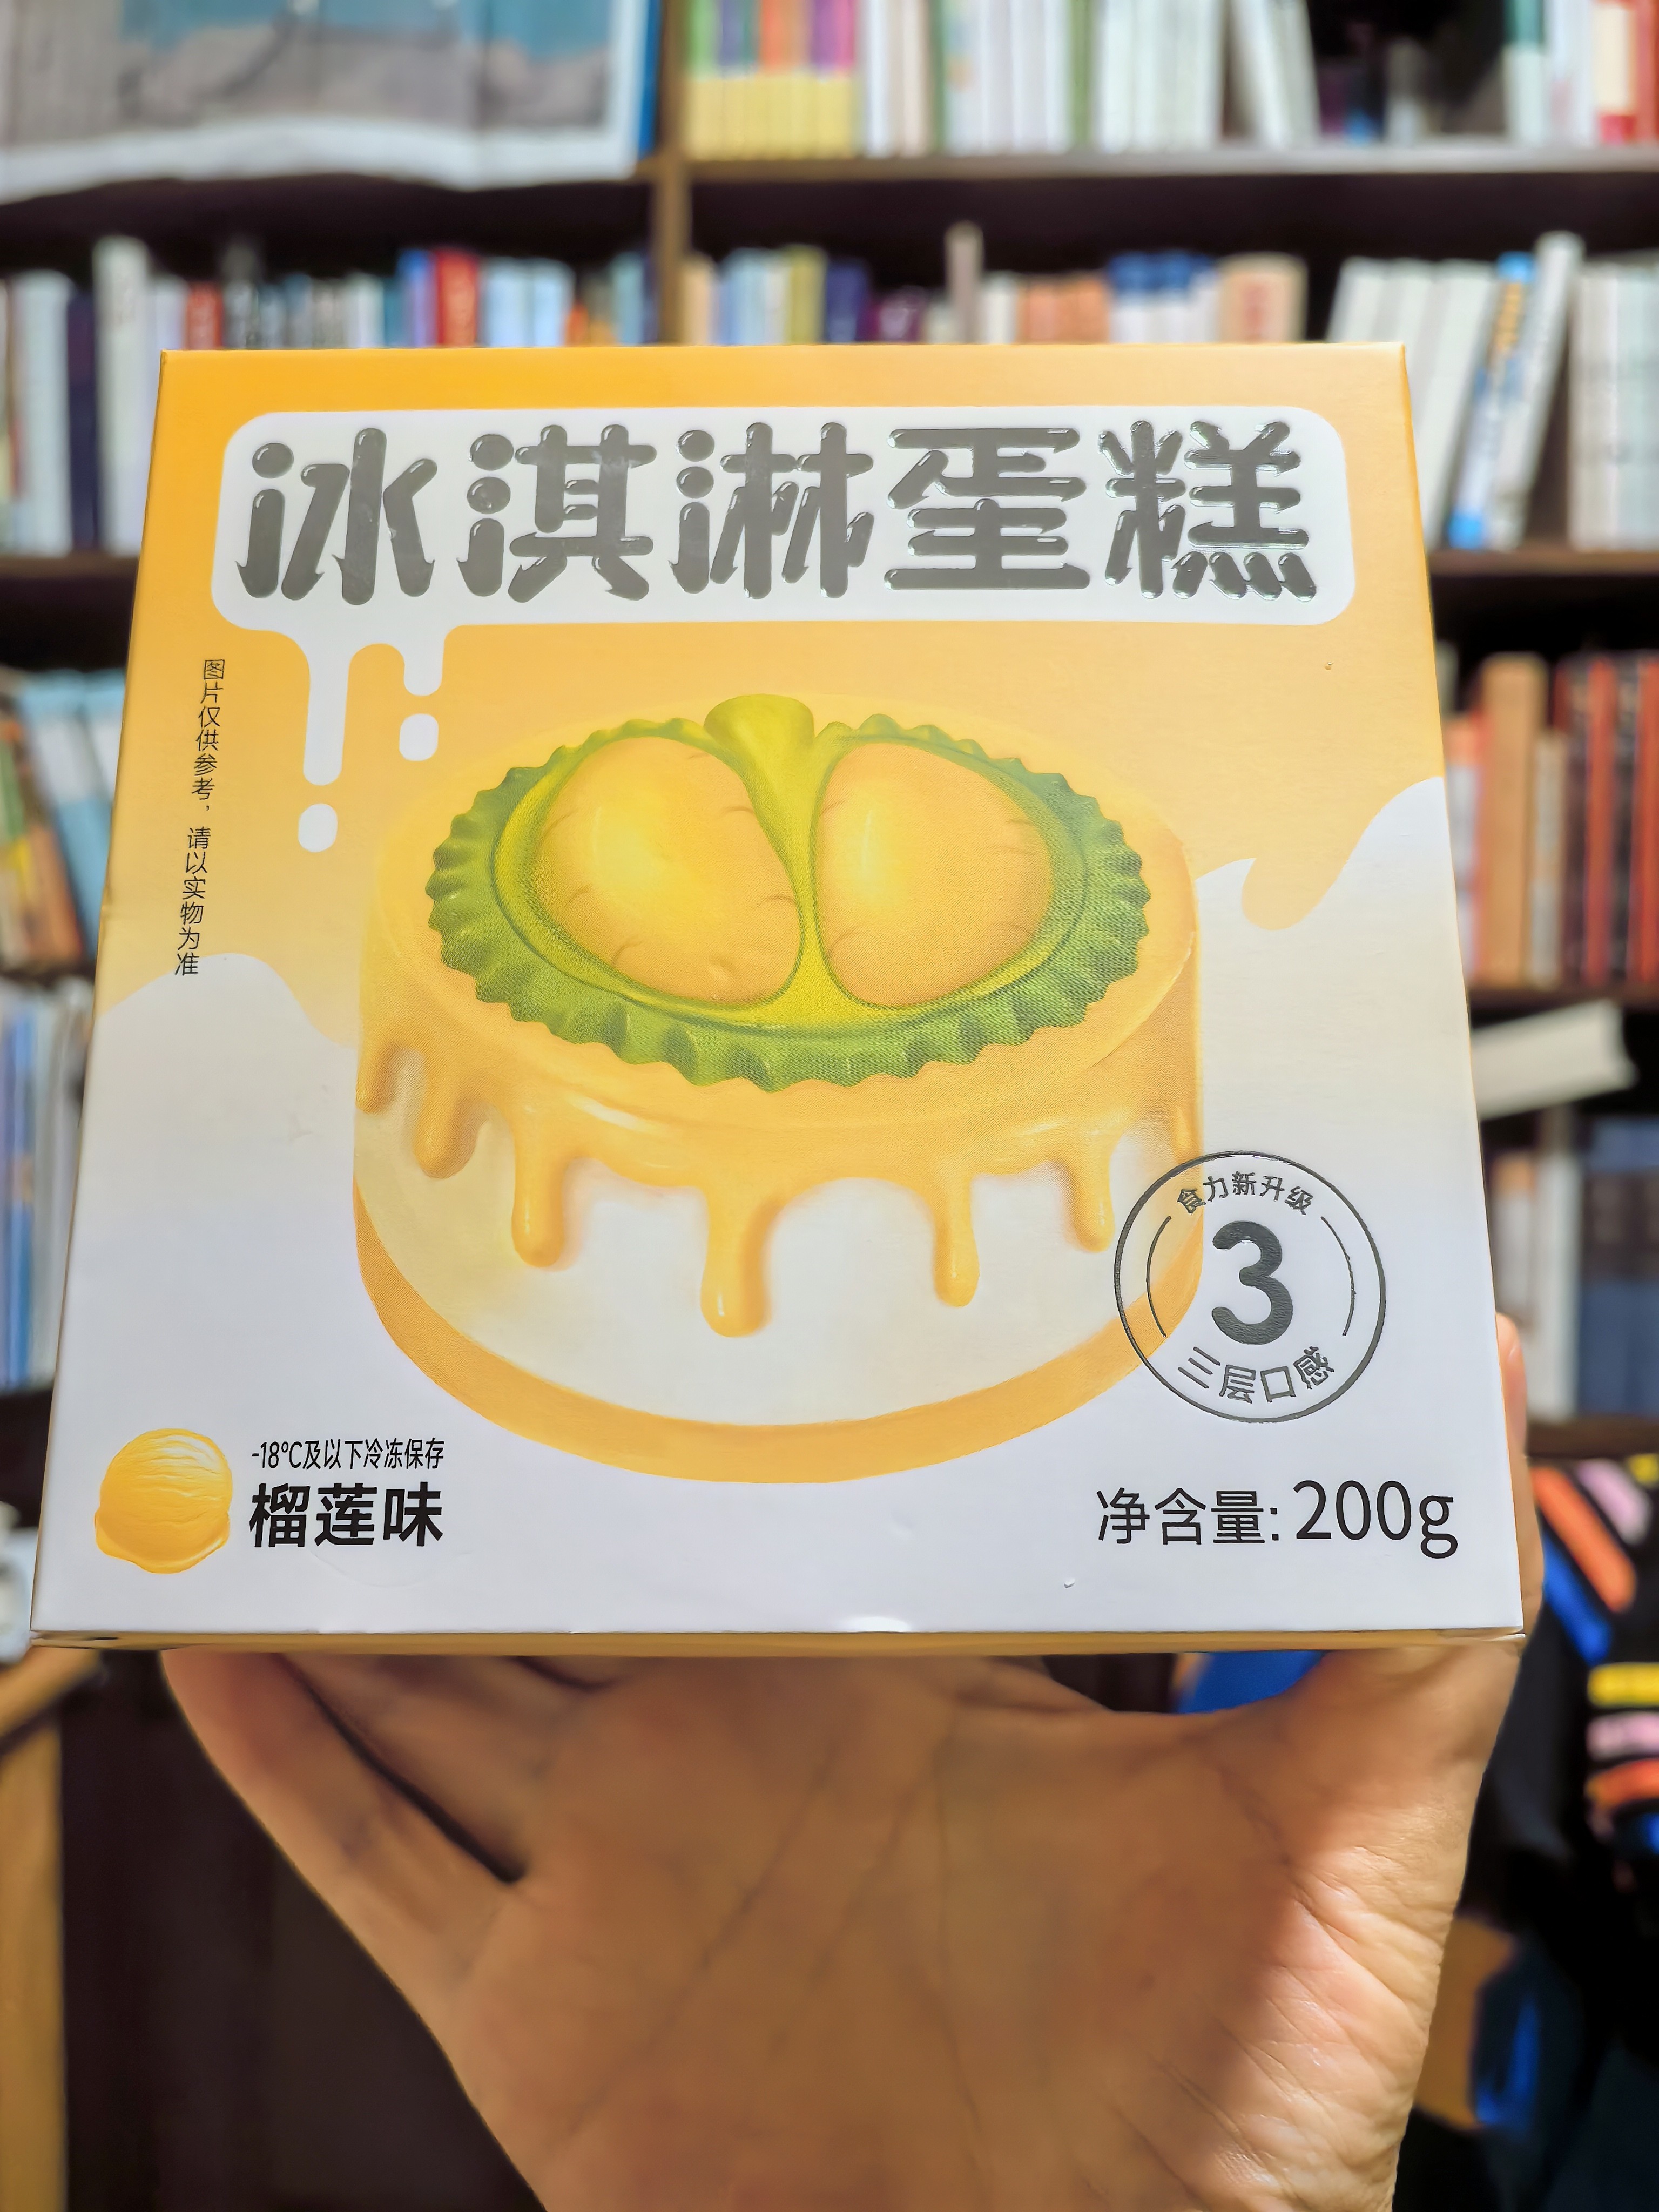 冰淇淋蛋糕
图片仅供参考，请以实物为准
食力新升级
3
三层口感
-18℃及以下冷冻保存
榴莲味
净含量: 200g